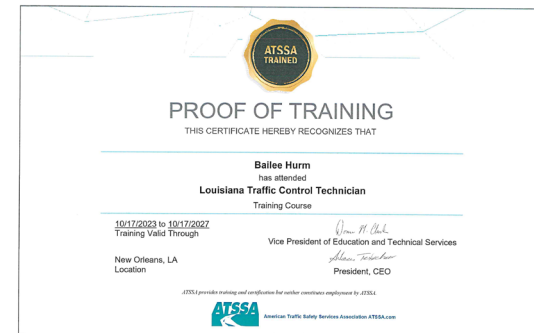 ATSSA
TRAINED
PROOF OF TRAINING
THIS CERTIFICATE HEREBY RECOGNIZES THAT
Bailee Hurm
has attended
Louisiana Traffic Control Technician
Training Course
10/17/2023 to 10/17/2027
Training Valid Through
Vice President of Education and Technical Services
New Orleans, LA
Location
President, CEO
ATSSA provides training and certification but neither constitutes employment by ATSSA
ATSSA American Traffic Safety Services Association ATSSA.com